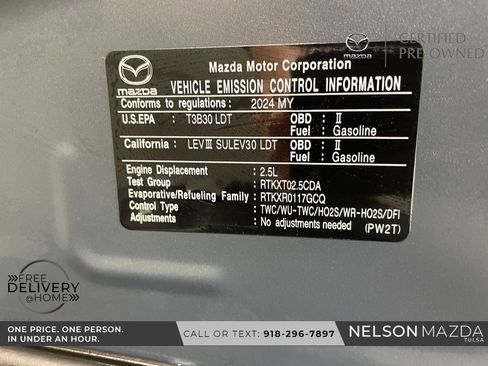 CERTIFIED
PRE-OWNED
mazda
Mazda Motor Corporation
VEHICLE EMISSION CONTROL INFORMATION
Conforms to regulations : 2024 MY
U.S.EPA : T3B30 LDT OBD : II
Fuel : Gasoline
California : LEVIII SULEV30 LDT OBD : II
Fuel : Gasoline
Engine Displacement : 2.5L
Test Group : RTKXT02.5CDA
Evaporative/Refueling Family : RTKXR0117GCQ
Control Type : TWC/WU-TWC/HO2S/WR-HO2S/DFI
Adjustments : No adjustments needed (PW2T)
FREE
DELIVERY
@HOME
ONE PRICE. ONE PERSON.
IN UNDER AN HOUR.
CALL OR TEXT: 918-296-7897
NELSON MAZDA
TULSA